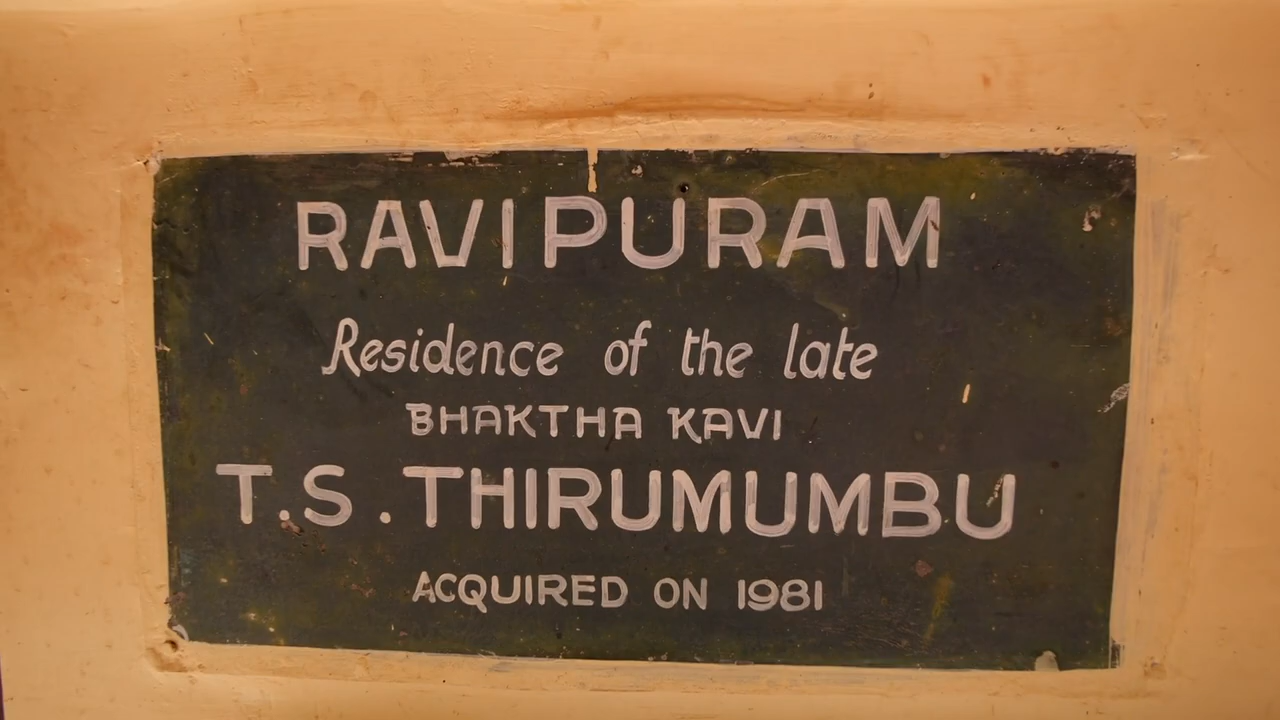 RAVIPURAM
Residence of the late
BHAKTHA KAVI
T.S. THIRUMUMBU
ACQUIRED ON 1981